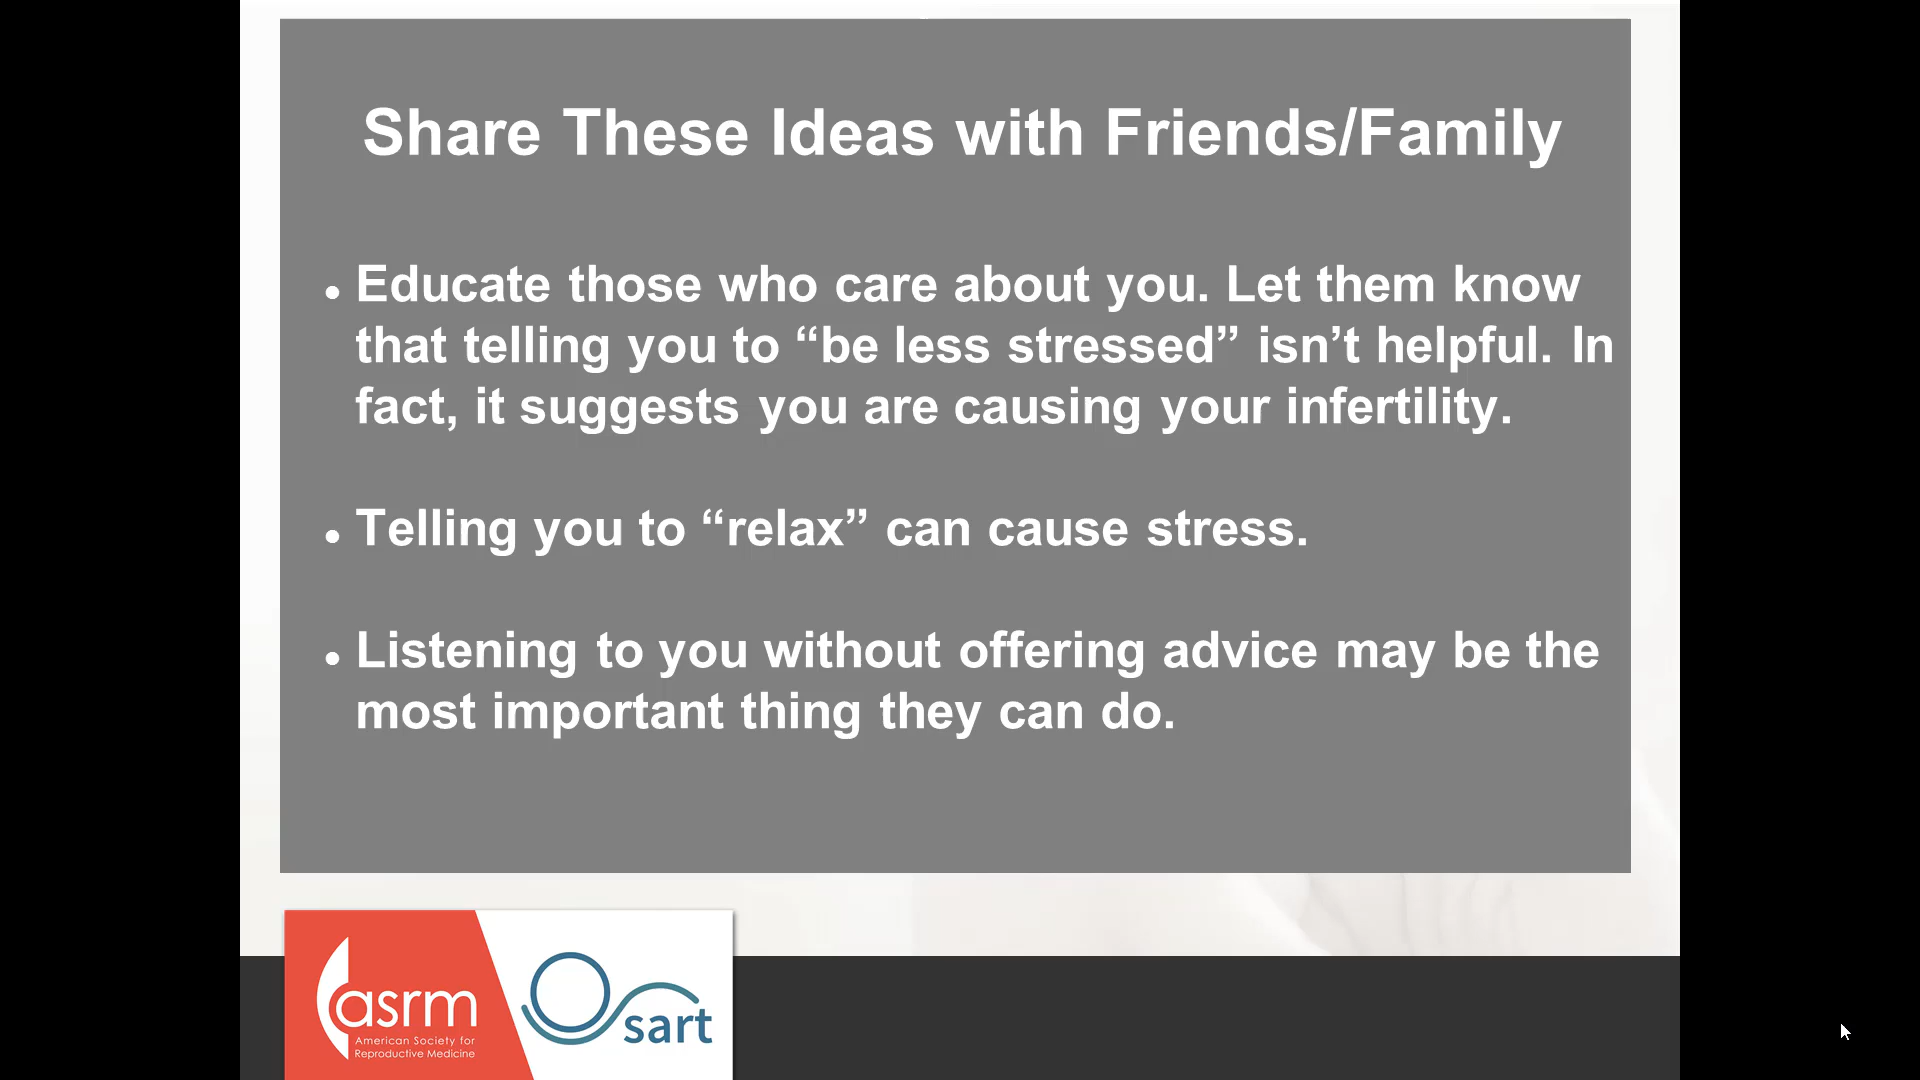 Share These Ideas with Friends/Family
• Educate those who care about you. Let them know
that telling you to “be less stressed” isn’t helpful. In
fact, it suggests you are causing your infertility.
• Telling you to “relax” can cause stress.
• Listening to you without offering advice may be the
most important thing they can do.
asrm
American Society for
Reproductive Medicine
sart